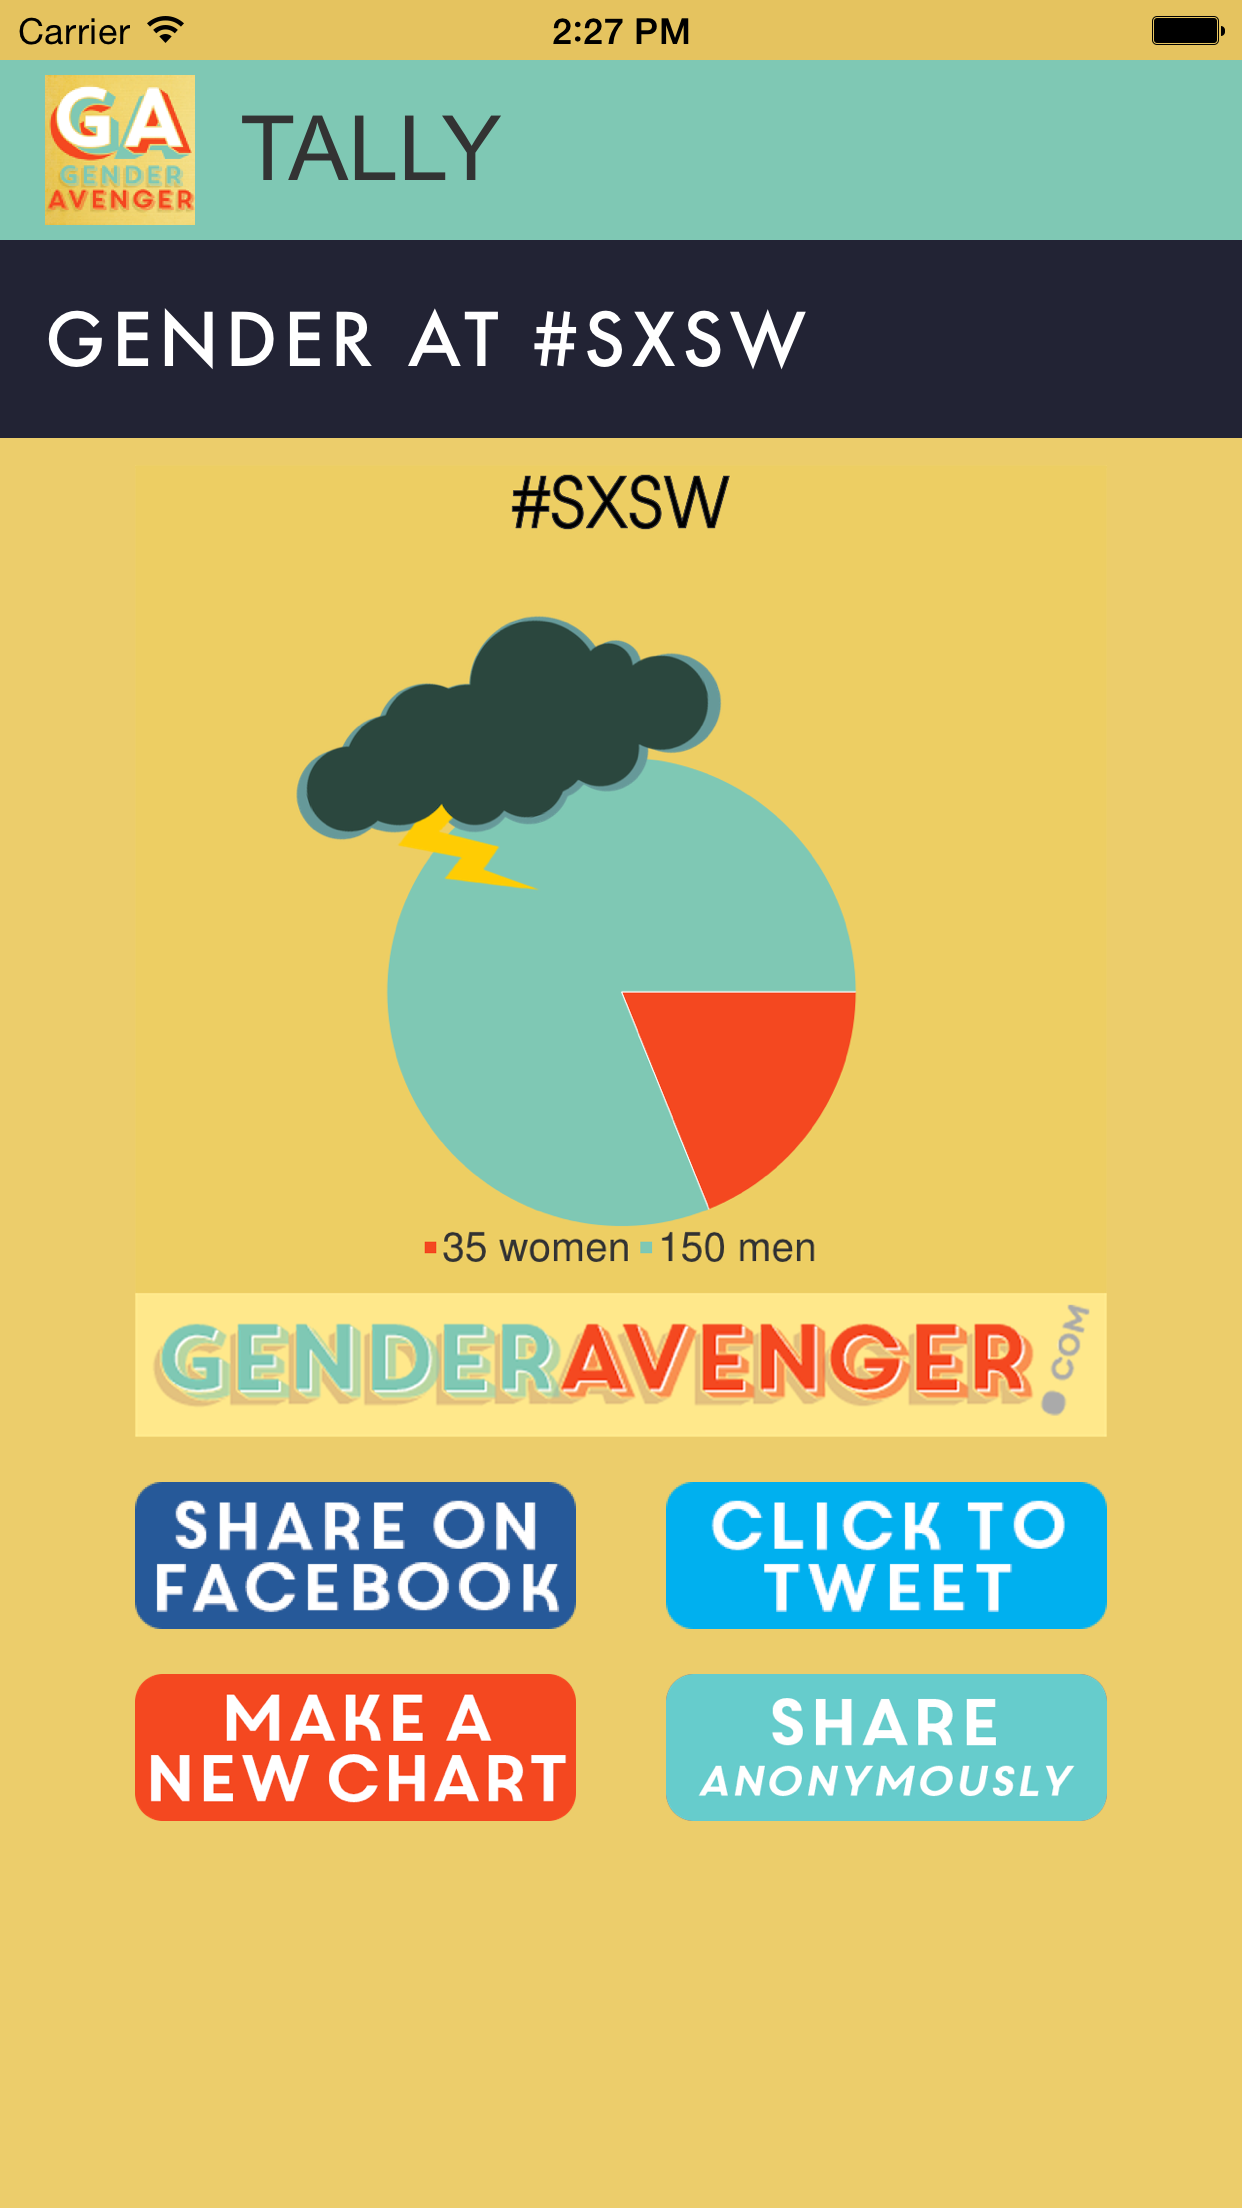 Carrier 2:27 PM
GA
GENDER
AVENGER
TALLY
GENDER AT #SXSW
#SXSW
35 women 150 men
GENDERAVENGER.COM
SHARE ON
FACEBOOK
CLICK TO
TWEET
MAKE A
NEW CHART
SHARE
ANONYMOUSLY